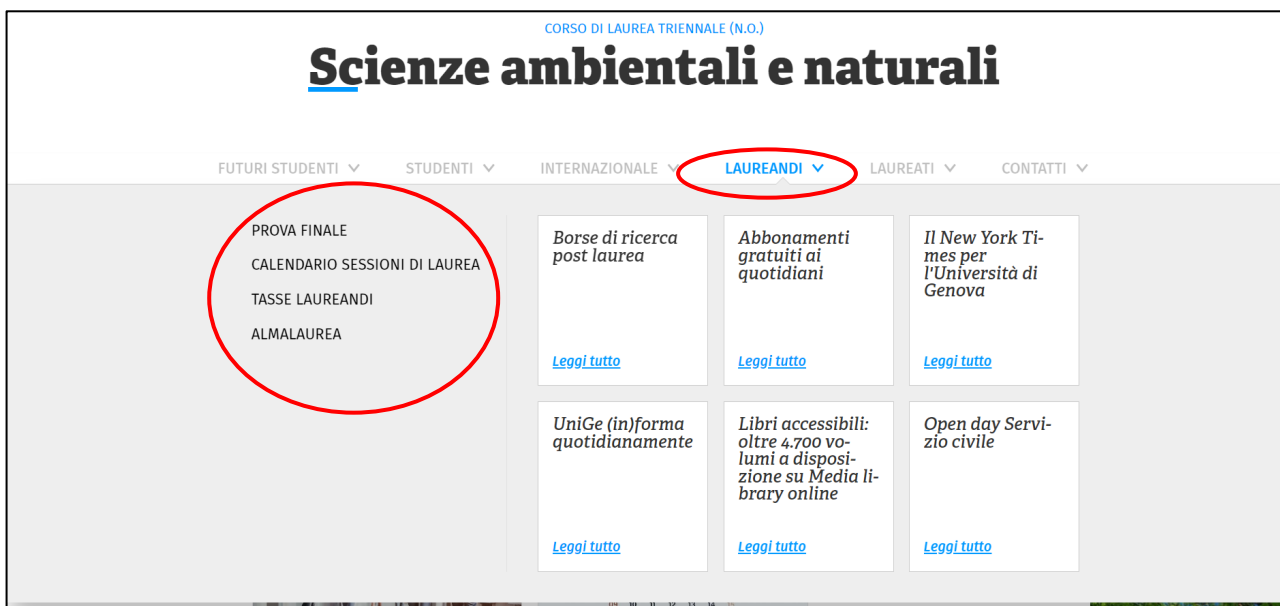 CORSO DI LAUREA TRIENNALE (N.O.)
Scienze ambientali e naturali
FUTURI STUDENTI STUDENTI INTERNAZIONALE LAUREANDI LAUREATI CONTATTI
PROVA FINALE
CALENDARIO SESSIONI DI LAUREA
TASSE LAUREANDI
ALMALAUREA
Borse di ricerca
post laurea
Leggi tutto
Abbonamenti
gratuiti ai
quotidiani
Leggi tutto
Il New York Ti-
mes per
l'Università di
Genova
Leggi tutto
UniGe (in)forma
quotidianamente
Leggi tutto
Libri accessibili:
oltre 4.700 vo-
lumi a disposi-
zione su Media li-
brary online
Leggi tutto
Open day Servi-
zio civile
Leggi tutto